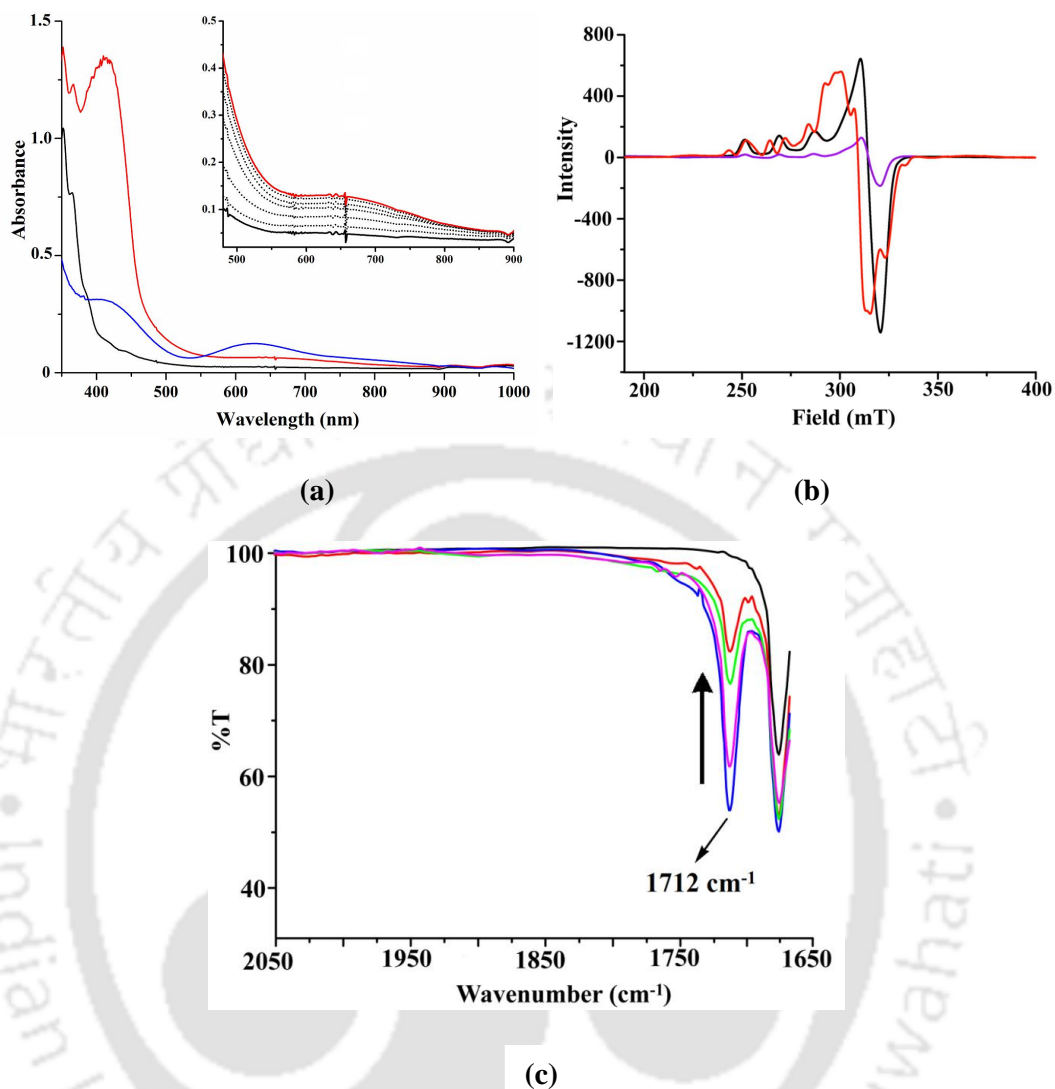 1.5
1.0
0.5
0
Absorbance
400 500 600 700 800 900 1000
Wavelength (nm)
0.5
0.4
0.3
0.2
0.1
500 600 700 800 900
(a)
800
400
0
-400
-800
-1200
Intensity
200 250 300 350 400
Field (mT)
(b)
100
80
60
40
%T
1712 cm⁻¹
2050 1950 1850 1750 1650
Wavenumber (cm⁻¹)
(c)
Indian
wahati